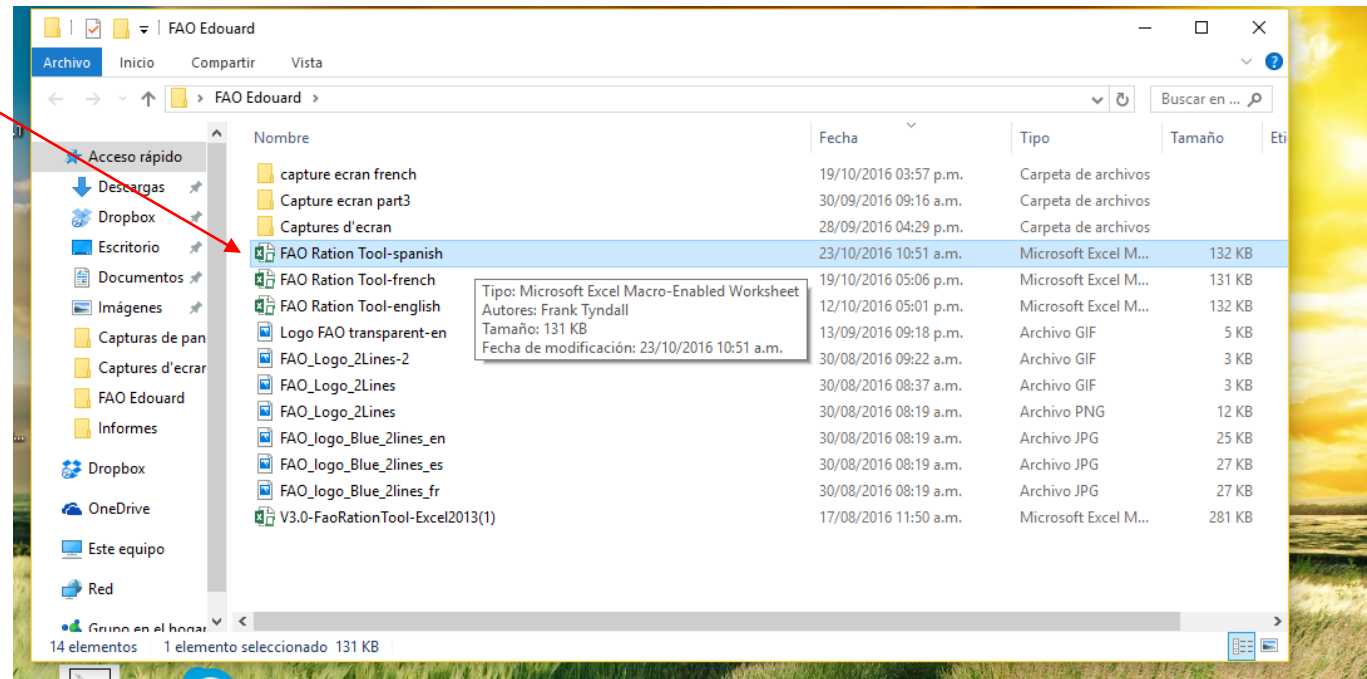 FAO Edouard
Archivo Inicio Compartir Vista
FAO Edouard Buscar en ...
Nombre Fecha Tipo Tamaño Eti
Acceso rápido
Descargas
Dropbox
Escritorio
Documentos
Imágenes
Capturas de pan
Captures d'ecrar
FAO Edouard
Informes
Dropbox
OneDrive
Este equipo
Red
Grupo en el hogar
capture ecran french 19/10/2016 03:57 p.m. Carpeta de archivos
Capture ecran part3 30/09/2016 09:16 a.m. Carpeta de archivos
Captures d'ecran 28/09/2016 04:29 p.m. Carpeta de archivos
FAO Ration Tool-spanish 23/10/2016 10:51 a.m. Microsoft Excel M... 132 KB
FAO Ration Tool-french 19/10/2016 05:06 p.m. Microsoft Excel M... 131 KB
FAO Ration Tool-english 12/10/2016 05:01 p.m. Microsoft Excel M... 132 KB
Logo FAO transparent-en 13/09/2016 09:18 p.m. Archivo GIF 5 KB
FAO_Logo_2Lines-2 30/08/2016 09:22 a.m. Archivo GIF 3 KB
FAO_Logo_2Lines 30/08/2016 08:37 a.m. Archivo GIF 3 KB
FAO_Logo_2Lines 30/08/2016 08:19 a.m. Archivo PNG 12 KB
FAO_logo_Blue_2lines_en 30/08/2016 08:19 a.m. Archivo JPG 25 KB
FAO_logo_Blue_2lines_es 30/08/2016 08:19 a.m. Archivo JPG 27 KB
FAO_logo_Blue_2lines_fr 30/08/2016 08:19 a.m. Archivo JPG 27 KB
V3.0-FaoRationTool-Excel2013(1) 17/08/2016 11:50 a.m. Microsoft Excel M... 281 KB
Tipo: Microsoft Excel Macro-Enabled Worksheet
Autores: Frank Tyndall
Tamaño: 131 KB
Fecha de modificación: 23/10/2016 10:51 a.m.
14 elementos 1 elemento seleccionado 131 KB